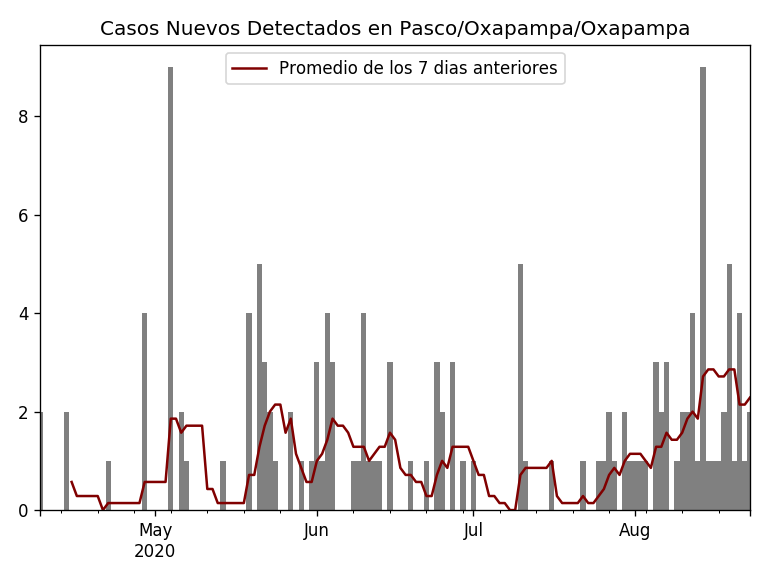 Casos Nuevos Detectados en Pasco/Oxapampa/Oxapampa
Promedio de los 7 dias anteriores
8
6
4
2
0
May
2020
Jun
Jul
Aug